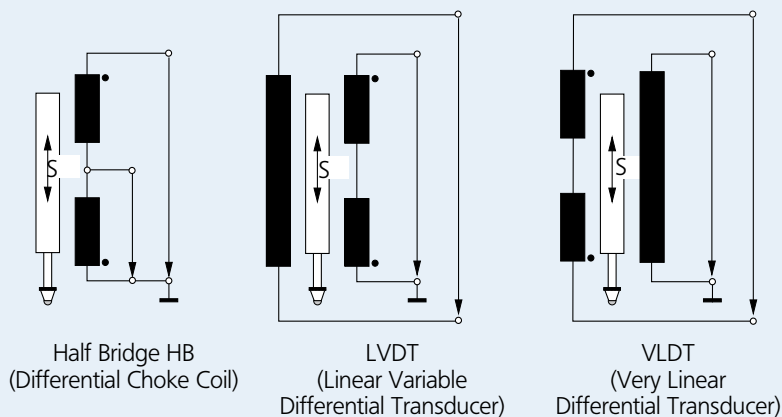 S
S
S
Half Bridge HB
(Differential Choke Coil)
LVDT
(Linear Variable
Differential Transducer)
VLDT
(Very Linear
Differential Transducer)